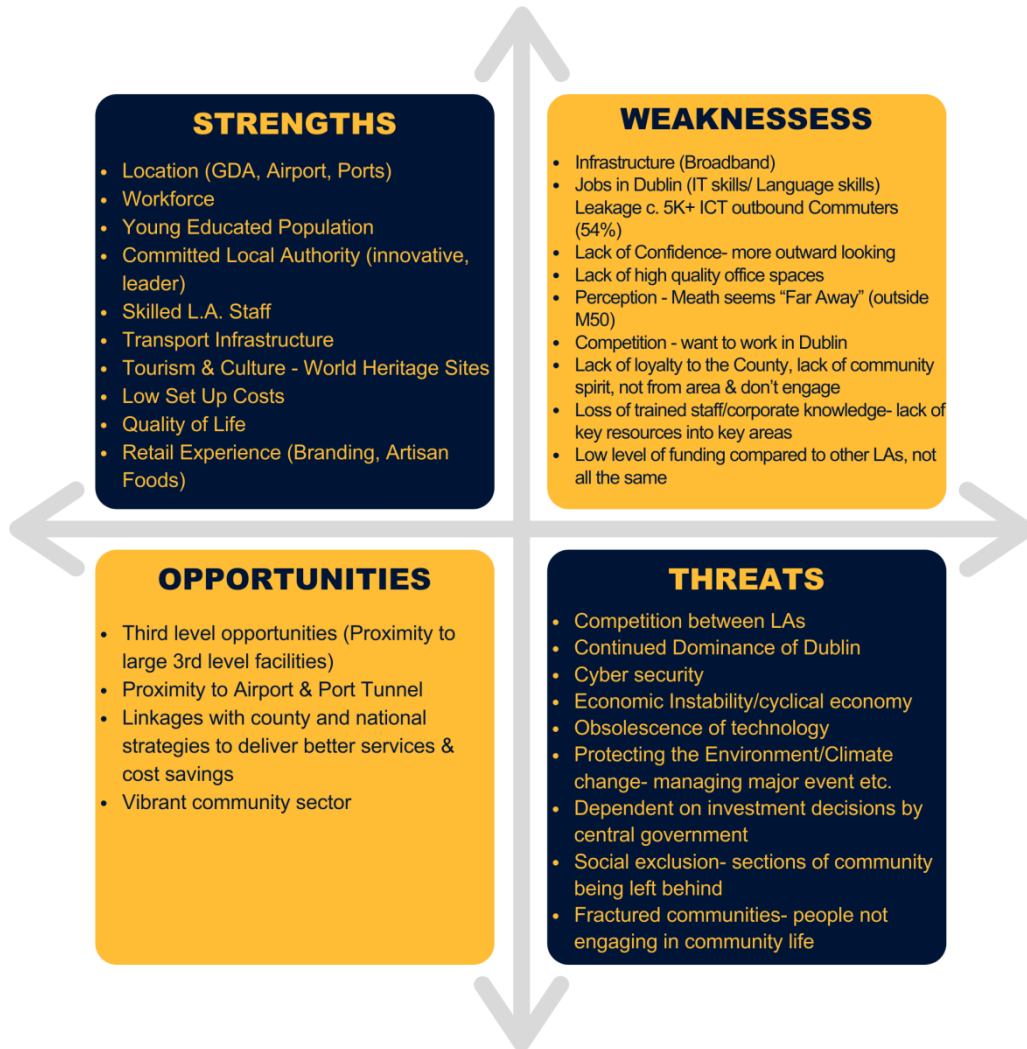 STRENGTHS
• Location (GDA, Airport, Ports)
• Workforce
• Young Educated Population
• Committed Local Authority (innovative,
leader)
• Skilled L.A. Staff
• Transport Infrastructure
• Tourism & Culture - World Heritage Sites
• Low Set Up Costs
• Quality of Life
• Retail Experience (Branding, Artisan
Foods)
WEAKNESSESS
• Infrastructure (Broadband)
• Jobs in Dublin (IT skills/ Language skills)
Leakage c. 5K+ ICT outbound Commuters
(54%)
• Lack of Confidence- more outward looking
• Lack of high quality office spaces
• Perception - Meath seems “Far Away” (outside
M50)
• Competition - want to work in Dublin
• Lack of loyalty to the County, lack of community
spirit, not from area & don’t engage
• Loss of trained staff/corporate knowledge- lack of
key resources into key areas
• Low level of funding compared to other LAs, not
all the same
OPPORTUNITIES
• Third level opportunities (Proximity to
large 3rd level facilities)
• Proximity to Airport & Port Tunnel
• Linkages with county and national
strategies to deliver better services &
cost savings
• Vibrant community sector
THREATS
• Competition between LAs
• Continued Dominance of Dublin
• Cyber security
• Economic Instability/cyclical economy
• Obsolescence of technology
• Protecting the Environment/Climate
change- managing major event etc.
• Dependent on investment decisions by
central government
• Social exclusion- sections of community
being left behind
• Fractured communities- people not
engaging in community life